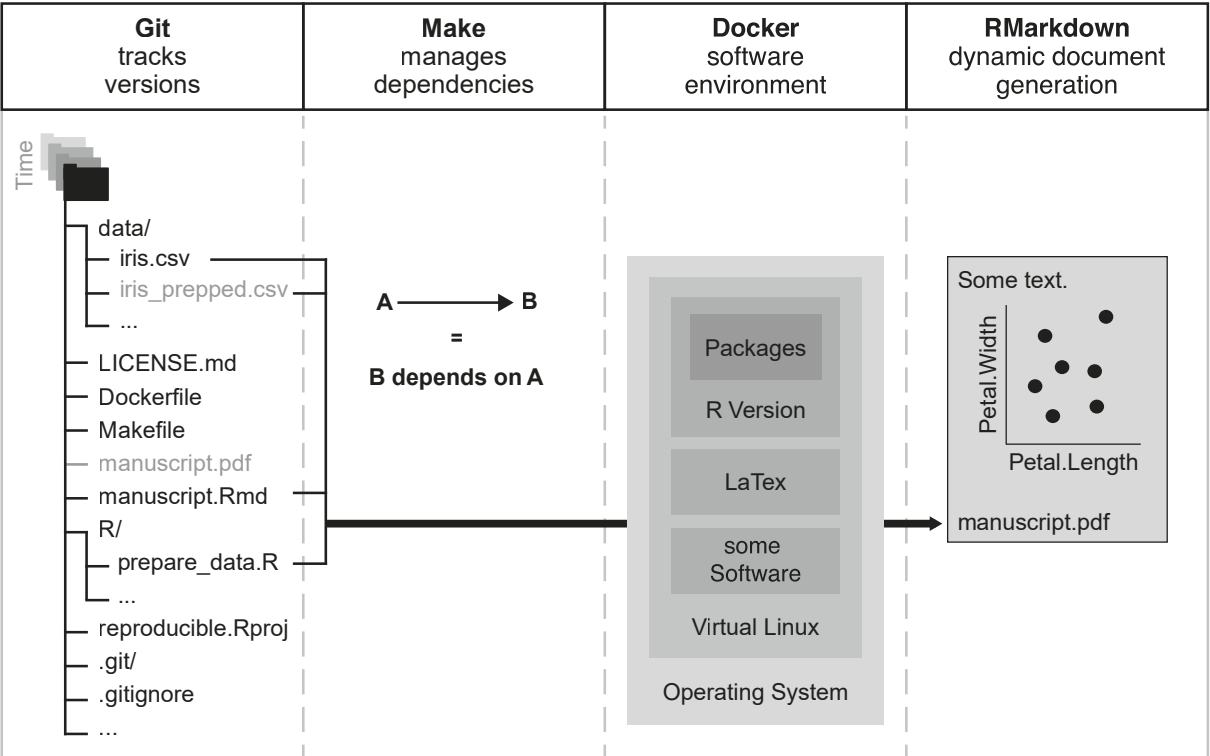 Git
tracks
versions
Make
manages
dependencies
Docker
software
environment
RMarkdown
dynamic document
generation
Time
data/
iris.csv
iris_prepped.csv
...
LICENSE.md
Dockerfile
Makefile
manuscript.pdf
manuscript.Rmd
R/
prepare_data.R
...
reproducible.Rproj
.git/
.gitignore
...
A B
=
B depends on A
Packages
R Version
LaTex
some
Software
Virtual Linux
Operating System
Some text.
Petal.Width
Petal.Length
manuscript.pdf